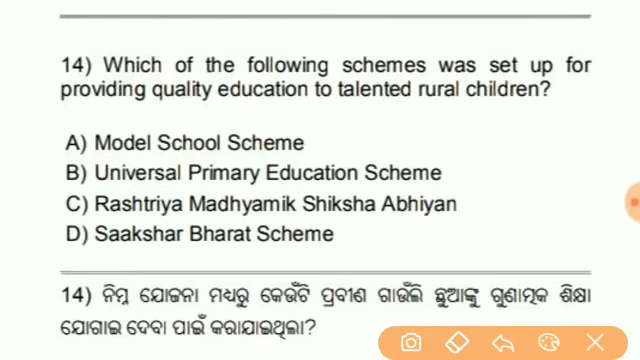 14) Which of the following schemes was set up for
providing quality education to talented rural children?
A) Model School Scheme
B) Universal Primary Education Scheme
C) Rashtriya Madhyamik Shiksha Abhiyan
D) Saakshar Bharat Scheme
14) ନିମ୍ନ ଯୋଜନା ମଧ୍ଯରୁ କେଉଁଟି ପ୍ରବୀଣ ଗାଉଁଲି ଛୁଆଙ୍କୁ ଗୁଣାତ୍ମକ ଶିକ୍ଷା
ଯୋଗାଇ ଦେବା ପାଇଁ କରାଯାଇଥିଲା?